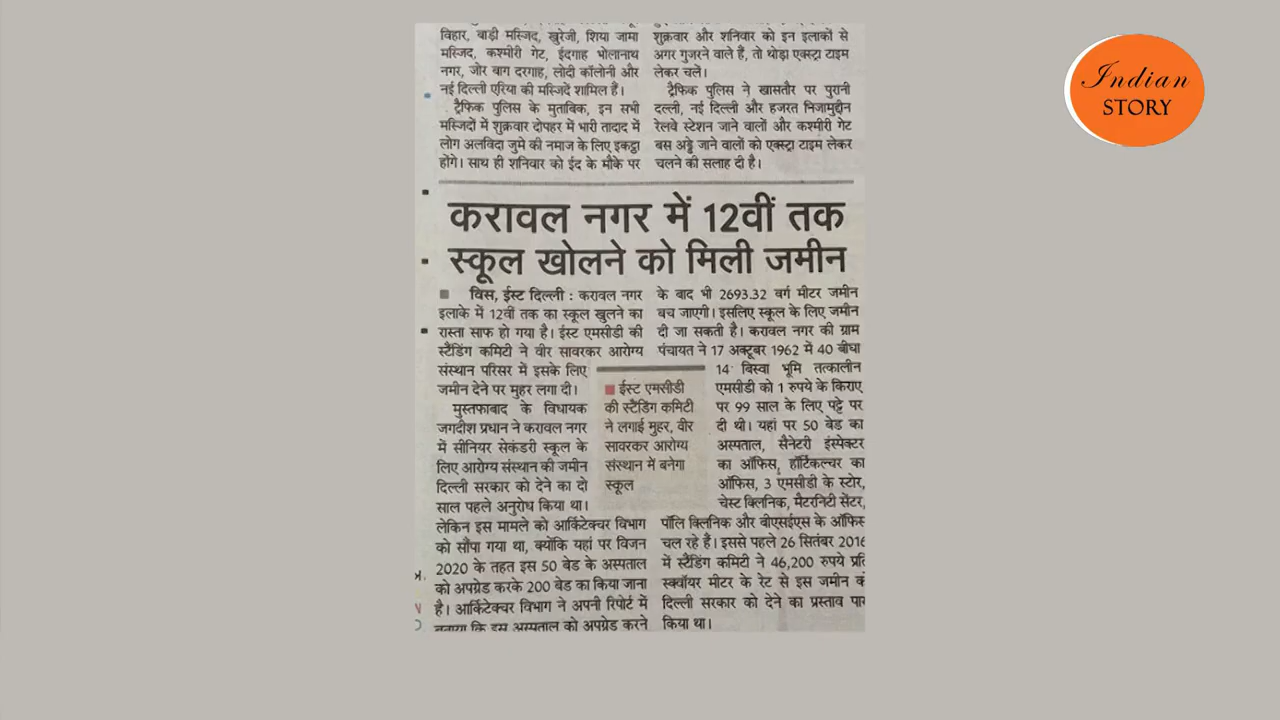 विहार, बाड़ी मस्जिद, खुरेजी, शिया जामा
मस्जिद, कश्मीरी गेट, ईदगाह भोलानाथ
नगर, जोर बाग दरगाह, लोदी कॉलोनी और
नई दिल्ली एरिया की मस्जिदें शामिल हैं।
ट्रैफिक पुलिस के मुताबिक, इन सभी
मस्जिदों में शुक्रवार दोपहर में भारी तादाद में
लोग अलविदा जुमे की नमाज के लिए इकट्ठा
होंगे। साथ ही शनिवार को ईद के मौके पर
शुक्रवार और शनिवार को इन इलाकों से
अगर गुजरने वाले हैं, तो थोड़ा एक्स्ट्रा टाइम
लेकर चलें।
ट्रैफिक पुलिस ने खासतौर पर पुरानी
दल्ली, नई दिल्ली और हजरत निजामुद्दीन
रेलवे स्टेशन जाने वालों और कश्मीरी गेट
बस अड्डे जाने वालों को एक्स्ट्रा टाइम लेकर
चलने की सलाह दी है।
करावल नगर में 12वीं तक
स्कूल खोलने को मिली जमीन
विस, ईस्ट दिल्ली : करावल नगर
इलाके में 12वीं तक का स्कूल खुलने का
रास्ता साफ हो गया है। ईस्ट एमसीडी की
स्टैंडिंग कमिटी ने वीर सावरकर आरोग्य
संस्थान परिसर में इसके लिए
जमीन देने पर मुहर लगा दी।
मुस्तफाबाद के विधायक
जगदीश प्रधान ने करावल नगर
में सीनियर सेकंडरी स्कूल के
लिए आरोग्य संस्थान की जमीन
दिल्ली सरकार को देने का दो
साल पहले अनुरोध किया था।
लेकिन इस मामले को आर्किटेक्चर विभाग
को सौंपा गया था, क्योंकि यहां पर विजन
2020 के तहत इस 50 बेड के अस्पताल
को अपग्रेड करके 200 बेड का किया जाना
है। आर्किटेक्चर विभाग ने अपनी रिपोर्ट में
बताया कि इस अस्पताल को अपग्रेड करने
ईस्ट एमसीडी
की स्टैंडिंग कमिटी
ने लगाई मुहर, वीर
सावरकर आरोग्य
संस्थान में बनेगा
स्कूल
के बाद भी 2693.32 वर्ग मीटर जमीन
बच जाएगी। इसलिए स्कूल के लिए जमीन
दी जा सकती है। करावल नगर की ग्राम
पंचायत ने 17 अक्टूबर 1962 में 40 बीघा
14 बिस्वा भूमि तत्कालीन
एमसीडी को 1 रुपये के किराए
पर 99 साल के लिए पट्टे पर
दी थी। यहां पर 50 बेड का
अस्पताल, सैनेटरी इंस्पेक्टर
का ऑफिस, हॉर्टिकल्चर का
ऑफिस, 3 एमसीडी के स्टोर,
चेस्ट क्लिनिक, मैटरनिटी सेंटर,
पॉलि क्लिनिक और बीएसईएस के ऑफिस
चल रहे हैं। इससे पहले 26 सितंबर 2016
में स्टैंडिंग कमिटी ने 46,200 रुपये प्रति
स्क्वॉयर मीटर के रेट से इस जमीन को
दिल्ली सरकार को देने का प्रस्ताव पास
किया था।
Indian
STORY